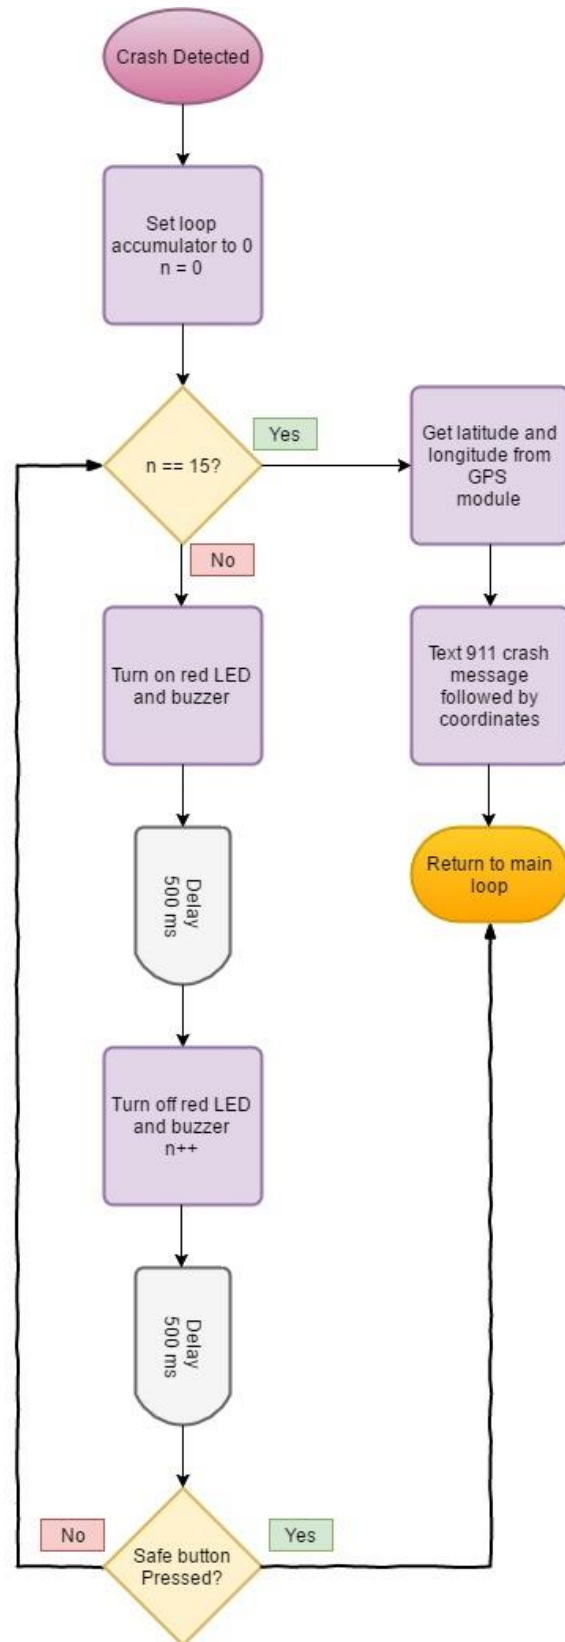 Crash Detected
Set loop
accumulator to 0
n = 0
n == 15?
Yes
Get latitude and
longitude from
GPS
module
No
Turn on red LED
and buzzer
Text 911 crash
message
followed by
coordinates
Delay
500 ms
Return to main
loop
Turn off red LED
and buzzer
n++
Delay
500 ms
No
Yes
Safe button
Pressed?